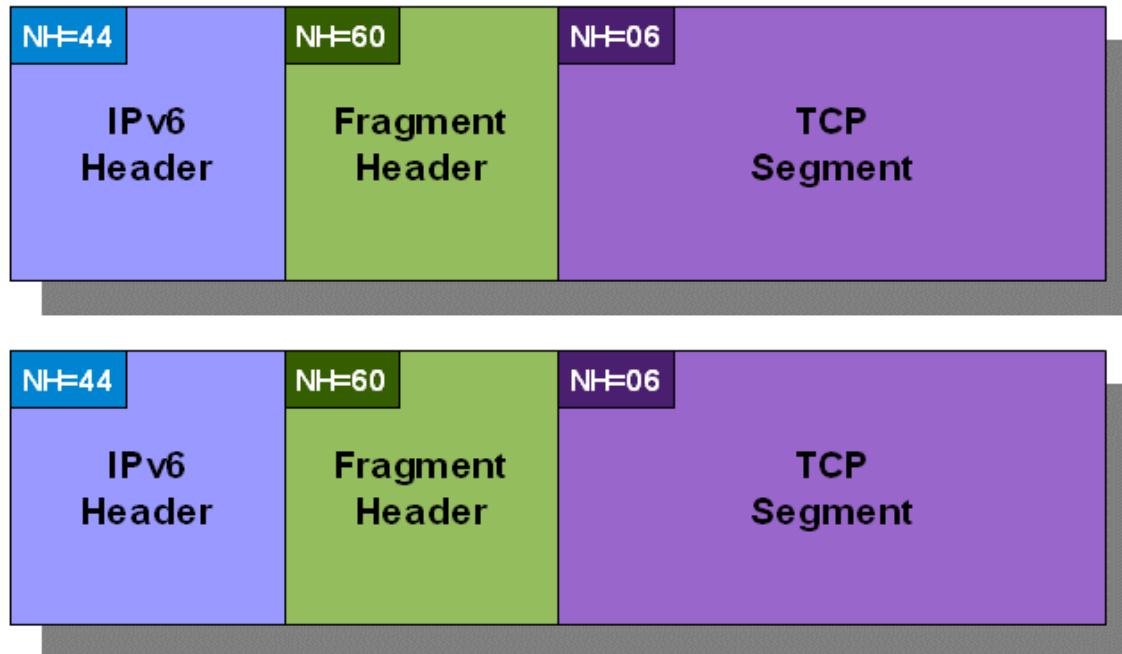 NH=44 NH=60 NH=06
IPv6 Fragment TCP
Header Header Segment
NH=44 NH=60 NH=06
IPv6 Fragment TCP
Header Header Segment